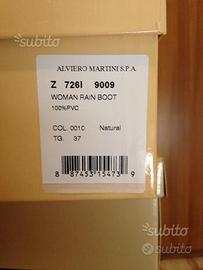 subito
ALVIERO MARTINI S.P.A.
Z 726I 9009
WOMAN RAIN BOOT
100%PVC
COL. 0010 Natural
TG. 37
8 87453 15473 9
subito
subito